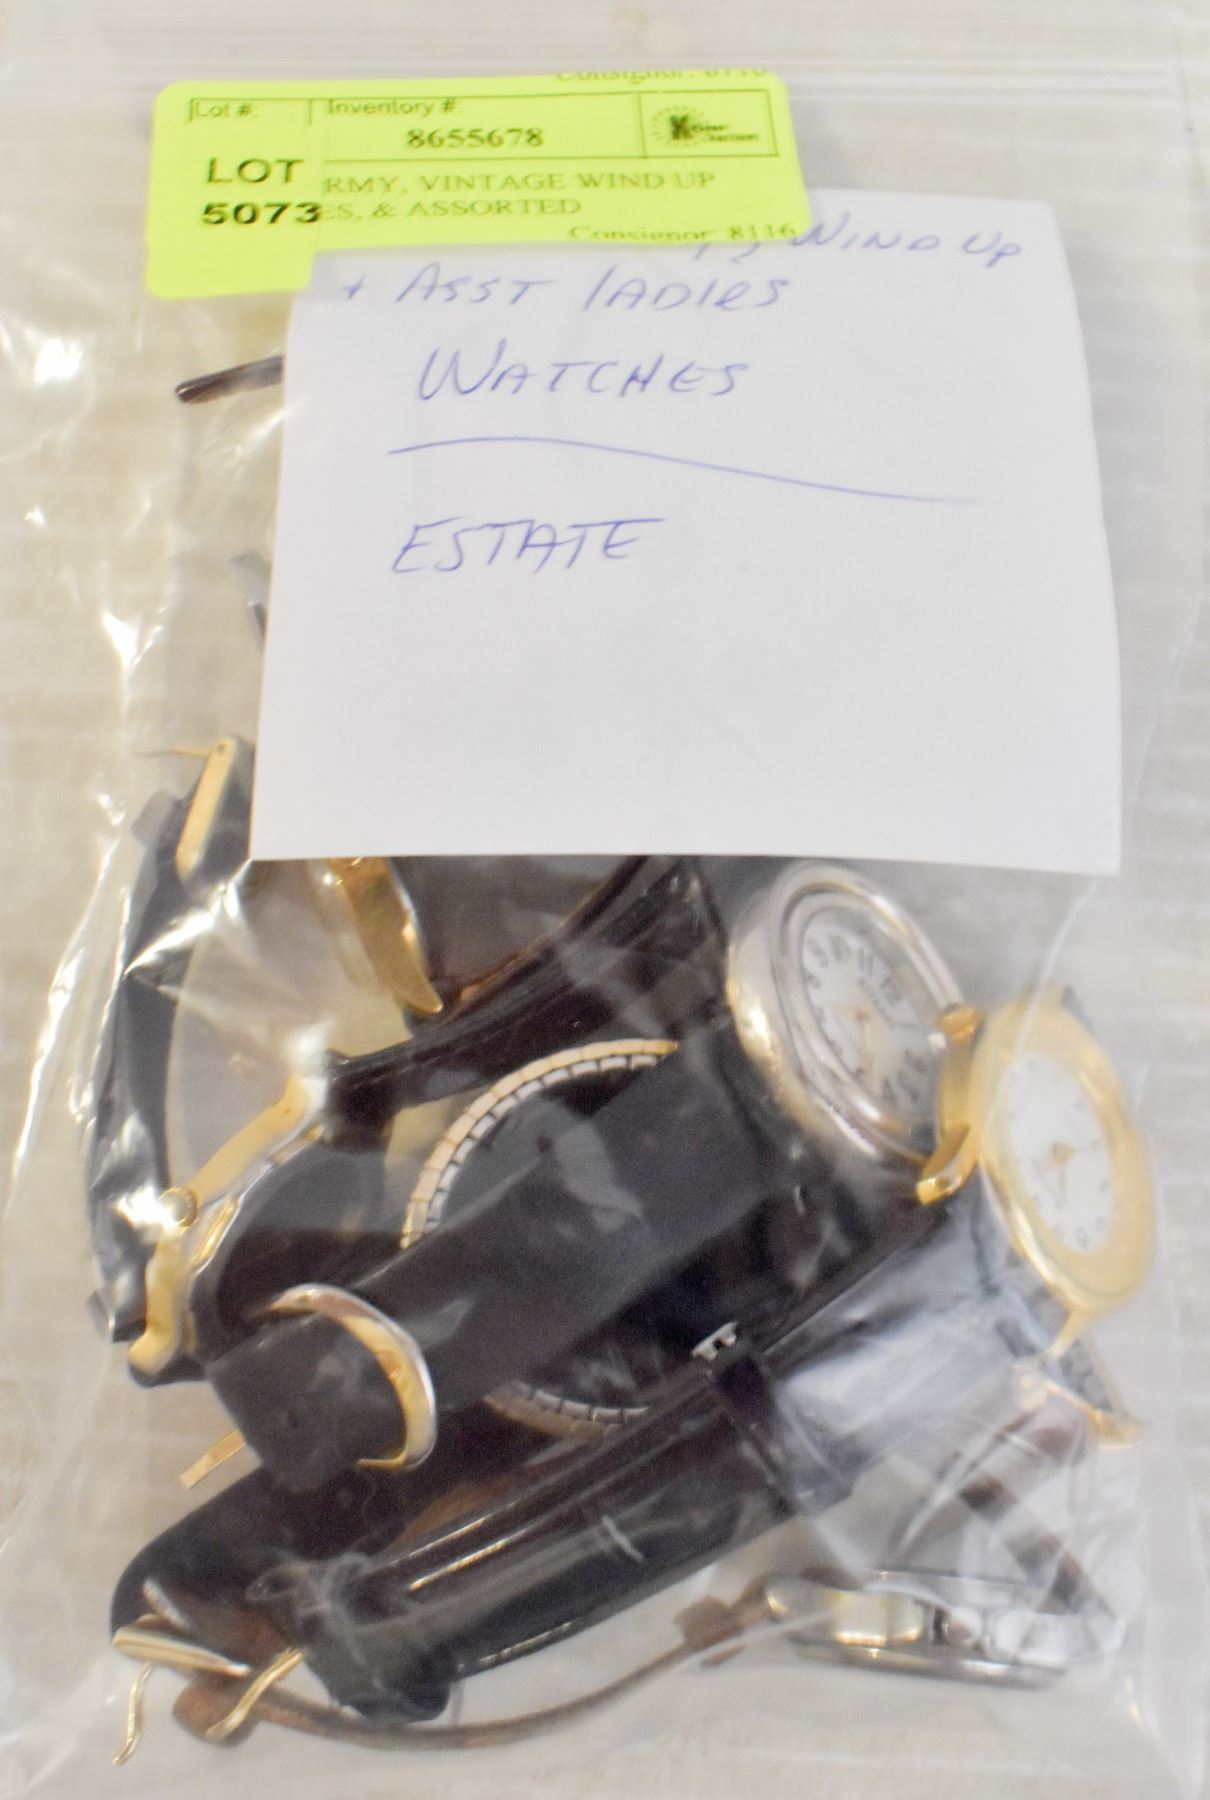 Consignor: 8116
Lot #: Inventory #:
8655678
LOT
5073
RMY, VINTAGE WIND UP
ES, & ASSORTED
Consignor: 8116
WIND UP
+ ASST LADIES
WATCHES
ESTATE